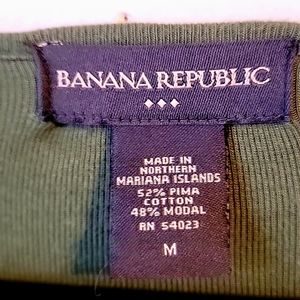 BANANA REPUBLIC
MADE IN
NORTHERN
MARIANA ISLANDS
52% PIMA
COTTON
48% MODAL
RN 54023
M